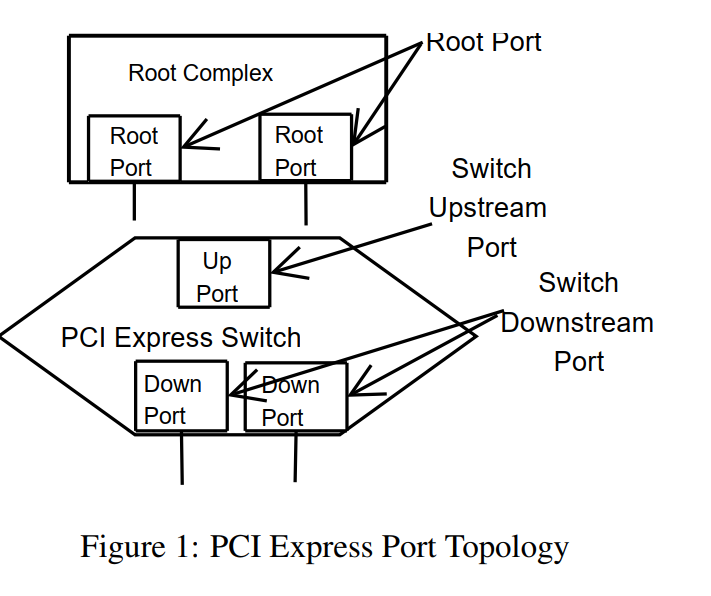 Root Port
Root Complex
Root
Port
Root
Port
Switch
Upstream
Port
Up
Port
Switch
Downstream
Port
PCI Express Switch
Down
Port
Down
Port
Figure 1: PCI Express Port Topology